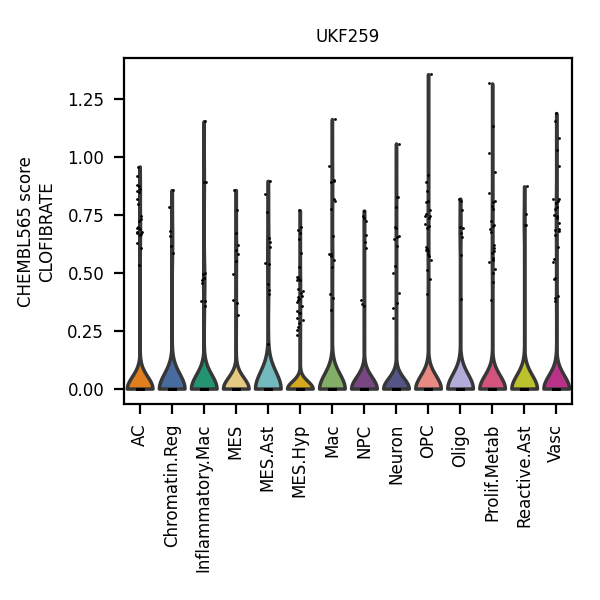 UKF259
CHEMBL565 score
CLOFIBRATE
1.25
1.00
0.75
0.50
0.25
0.00
AC
Chromatin.Reg
Inflammatory.Mac
MES
MES.Ast
MES.Hyp
Mac
NPC
Neuron
OPC
Oligo
Prolif.Metab
Reactive.Ast
Vasc